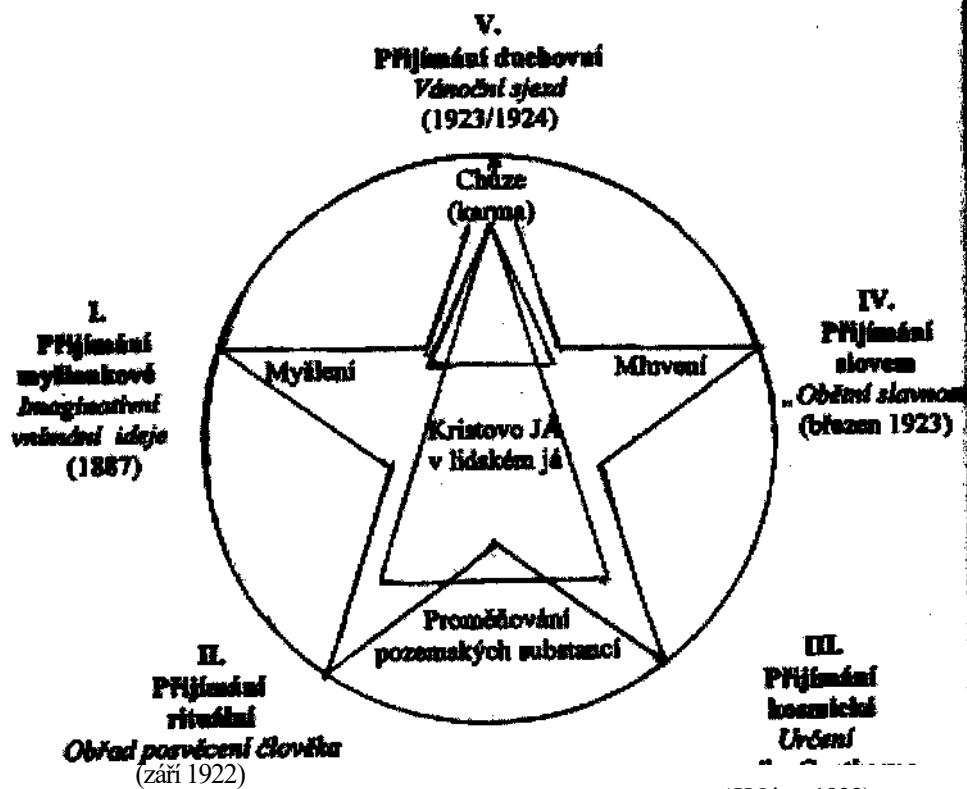 V.
Přijímání duchovní
Vánoční sjezd
(1923/1924)
Chůze
(karma)
I.
Přijímání
myšlenkové
Imaginativní
vnímání ideje
(1887)
Myšlení
Mluvení
IV.
Přijímání
slovem
„Obětní slavnost
(březen 1923)
Kristovo JÁ
v lidském já
Proměňování
pozemských substancí
II.
Přijímání
rituální
Obřad posvěcení člověka
(září 1922)
III.
Přijímání
kosmické
Určení